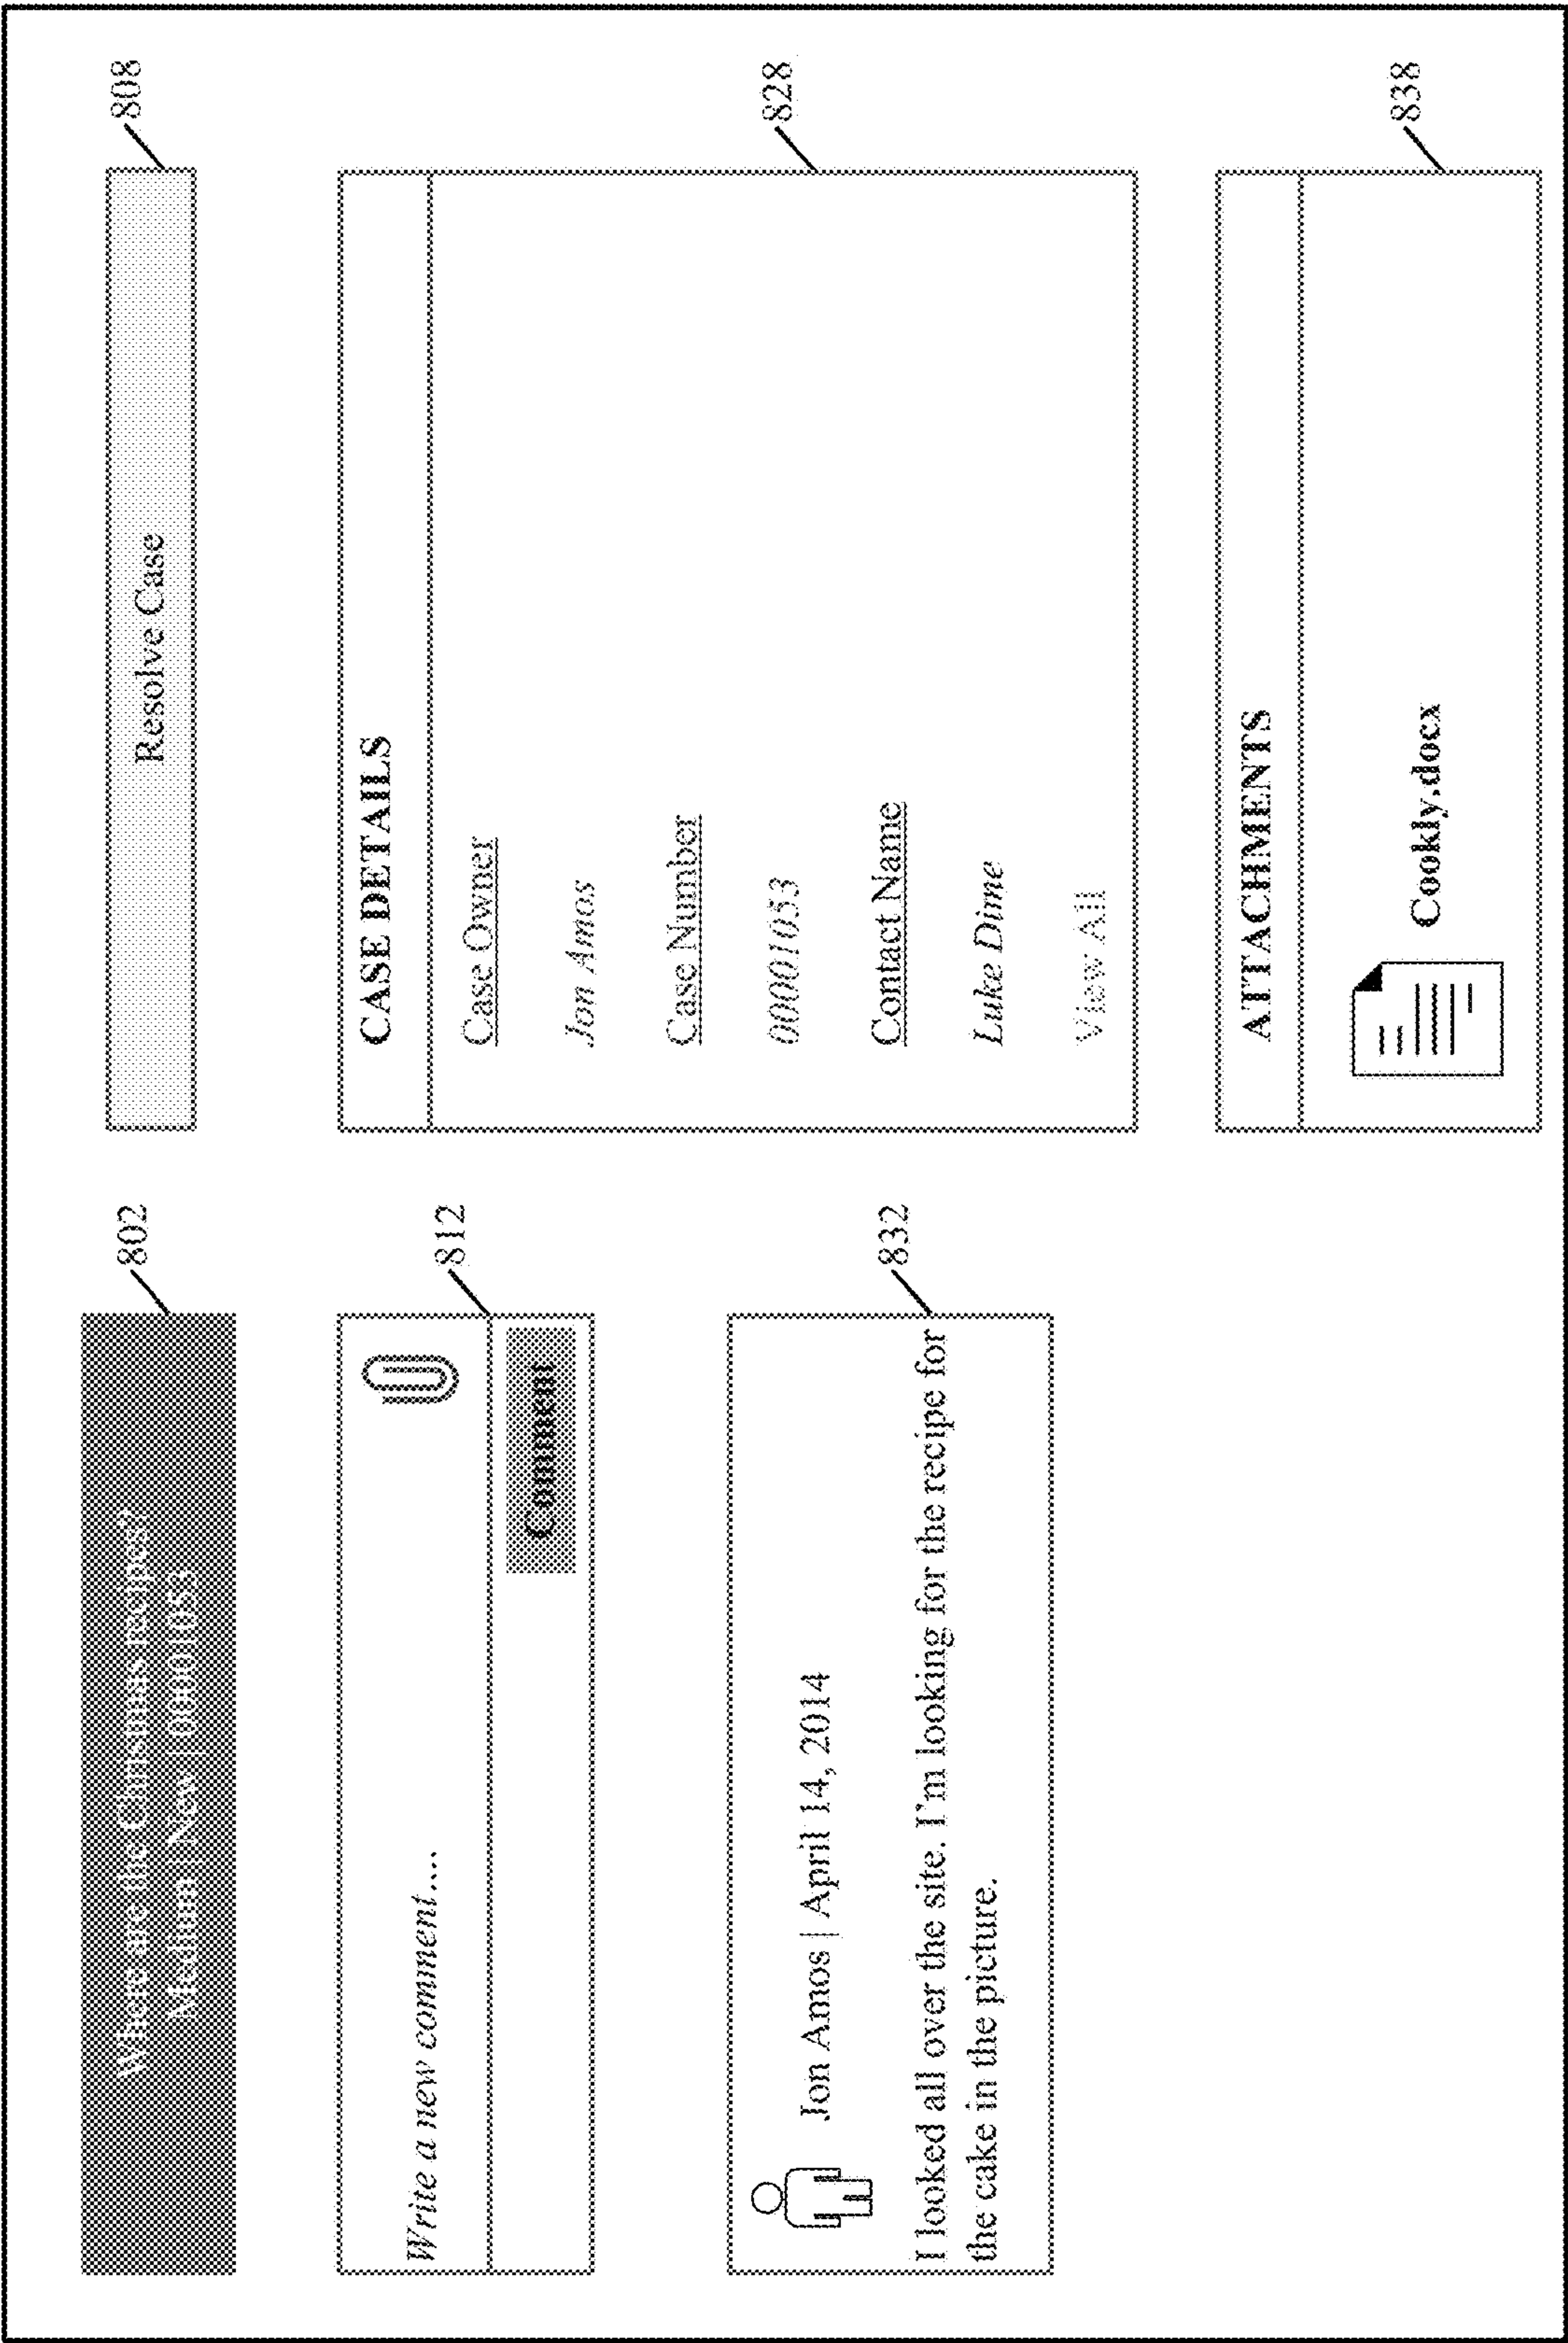 Where are the Chrismas recipes?
Medium | New | 00001053
802
Resolve Case
808
Write a new comment....
Comment
812
CASE DETAILS
Case Owner
Jon Amos
Case Number
00001053
Contact Name
Luke Dime
View All
828
Jon Amos | April 14, 2014
I looked all over the site. I'm looking for the recipe for
the cake in the picture.
832
ATTACHMENTS
Cookly.docx
838